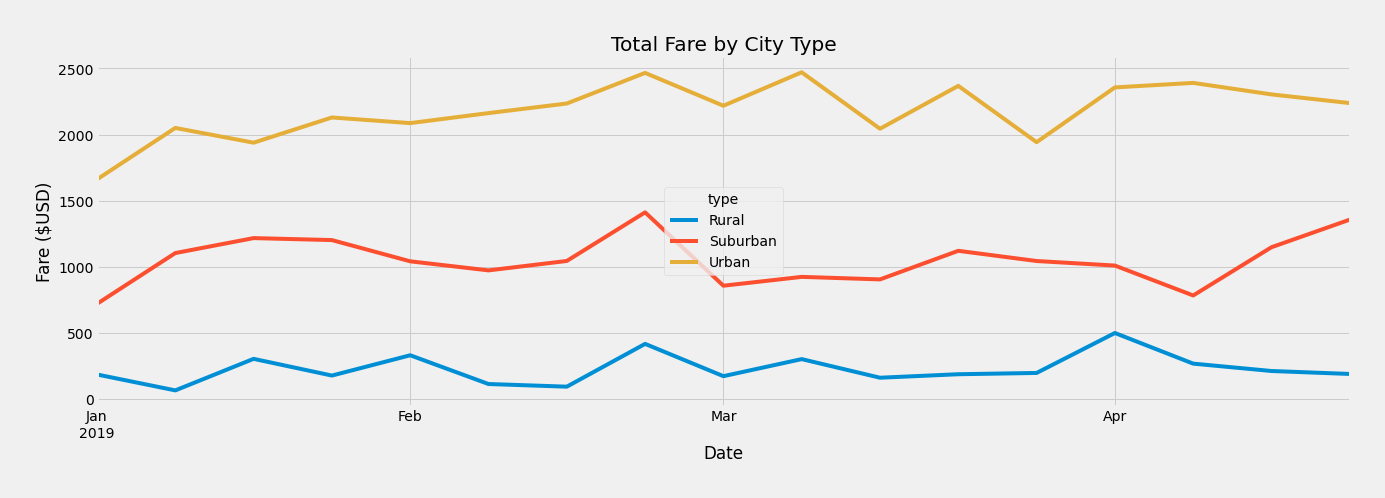 Total Fare by City Type
Fare ($USD)
2500
2000
1500
1000
500
0
type
Rural
Suburban
Urban
Jan Feb Mar Apr
2019
Date